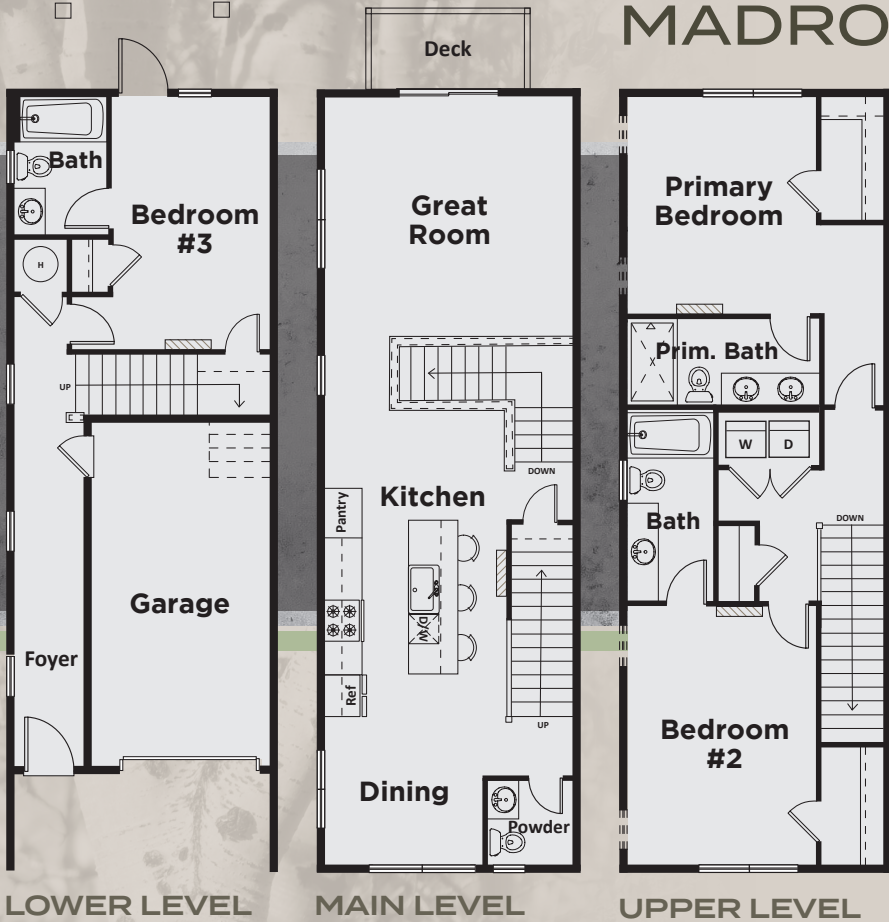 MADRO
Deck
Bath
Bedroom
#3
H
UP
Garage
Foyer
LOWER LEVEL
Great
Room
DOWN
Kitchen
Pantry
D/W
Ref
UP
Dining
Powder
MAIN LEVEL
Primary
Bedroom
Prim. Bath
W D
Bath
DOWN
Bedroom
#2
UPPER LEVEL